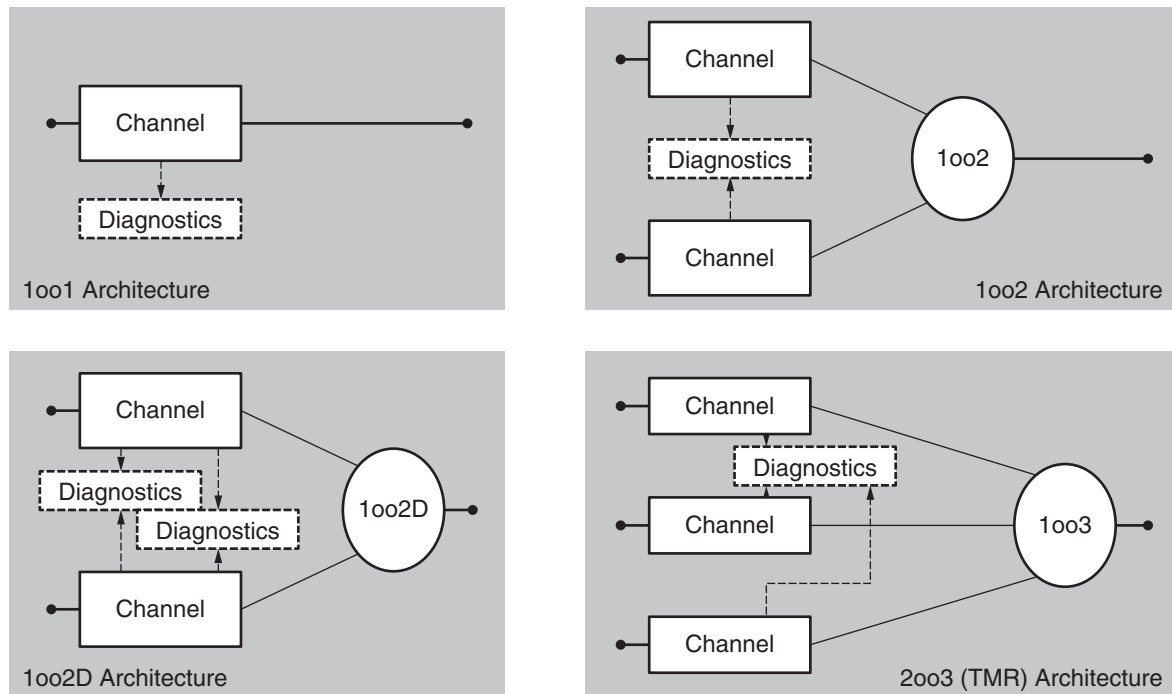 Channel
Diagnostics
1oo1 Architecture
Channel
Diagnostics
1oo2
Channel
1oo2 Architecture
Channel
Diagnostics
Diagnostics
1oo2D
Channel
1oo2D Architecture
Channel
Diagnostics
Channel
1oo3
Channel
2oo3 (TMR) Architecture